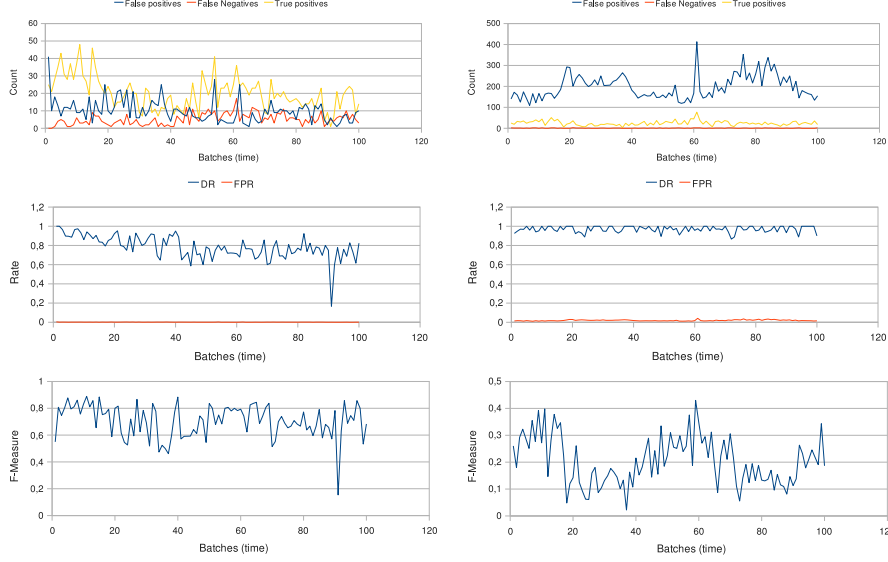 False positives False Negatives True positives
60
50
40
30
20
10
0
Count
0 20 40 60 80 100 120
Batches (time)
False positives False Negatives True positives
500
400
300
200
100
0
Count
0 20 40 60 80 100 120
Batches (time)
DR FPR
1,2
1
0,8
0,6
0,4
0,2
0
Rate
0 20 40 60 80 100 120
Batches (time)
DR FPR
1,2
1
0,8
0,6
0,4
0,2
0
Rate
0 20 40 60 80 100 120
Batches (time)
1
0,8
0,6
0,4
0,2
0
F-Measure
0 20 40 60 80 100 120
Batches (time)
0,5
0,4
0,3
0,2
0,1
0
F-Measure
0 20 40 60 80 100 120
Batches (time)